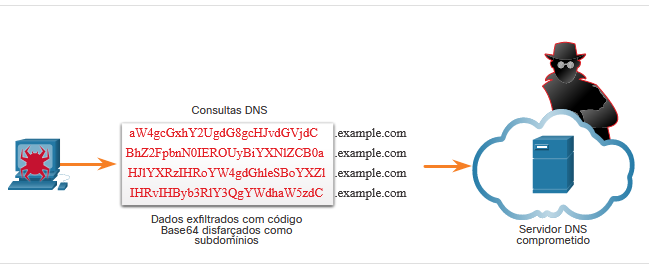 Consultas DNS
aW4gcGxhY2UgdG8gcHJvdGVjdC .example.com
BhZ2FpbnN0IEROUyBiYXNlZCB0a .example.com
HJlYXRzIHRoYW4gdGhleSBoYXZl .example.com
IHRvIHByb3RlY3QgYWdhaW5zdC .example.com
Dados exfiltrados com código
Base64 disfarçados como
subdomínios
Servidor DNS
comprometido